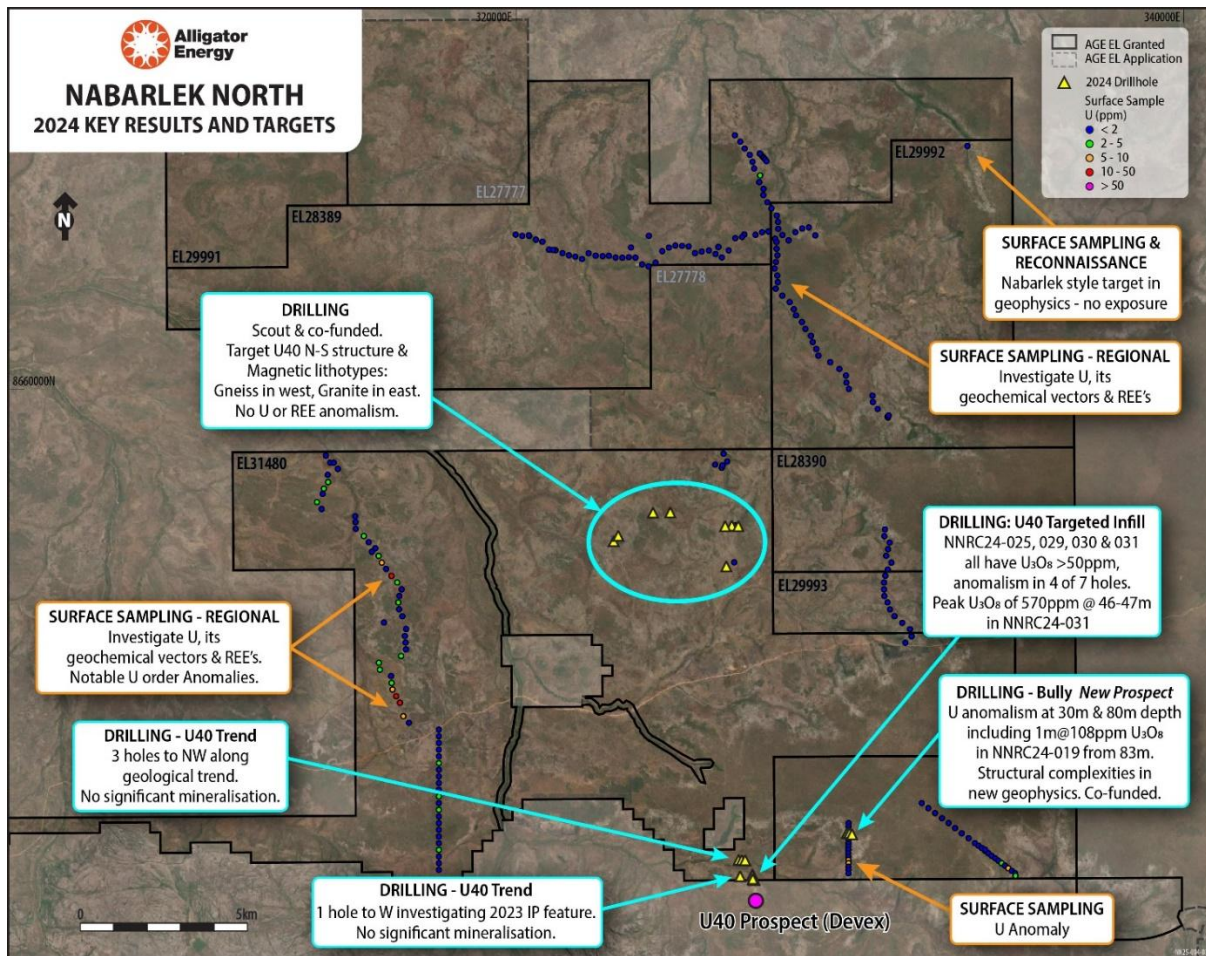 Alligator
Energy
NABARLEK NORTH
2024 KEY RESULTS AND TARGETS
320000E
340000E
AGE EL Granted
AGE EL Application
2024 Drillhole
Surface Sample
U (ppm)
< 2
2 - 5
5 - 10
10 - 50
> 50
N
EL29992
EL27777
EL28389
EL29991
EL27778
8660000N
SURFACE SAMPLING &
RECONNAISSANCE
Nabarlek style target in
geophysics - no exposure
DRILLING
Scout & co-funded.
Target U40 N-S structure &
Magnetic lithotypes:
Gneiss in west, Granite in east.
No U or REE anomalism.
SURFACE SAMPLING - REGIONAL
Investigate U, its
geochemical vectors & REE's
EL31480
EL28390
EL29993
DRILLING: U40 Targeted Infill
NNRC24-025, 029, 030 & 031
all have U₃O₈ >50ppm,
anomalism in 4 of 7 holes.
Peak U₃O₈ of 570ppm @ 46-47m
in NNRC24-031
SURFACE SAMPLING - REGIONAL
Investigate U, its
geochemical vectors & REE's.
Notable U order Anomalies.
DRILLING - Bully New Prospect
U anomalism at 30m & 80m depth
including 1m@108ppm U₃O₈
in NNRC24-019 from 83m.
Structural complexities in
new geophysics. Co-funded.
DRILLING - U40 Trend
3 holes to NW along
geological trend.
No significant mineralisation.
DRILLING - U40 Trend
1 hole to W investigating 2023 IP feature.
No significant mineralisation.
U40 Prospect (Devex)
SURFACE SAMPLING
U Anomaly
0
5km